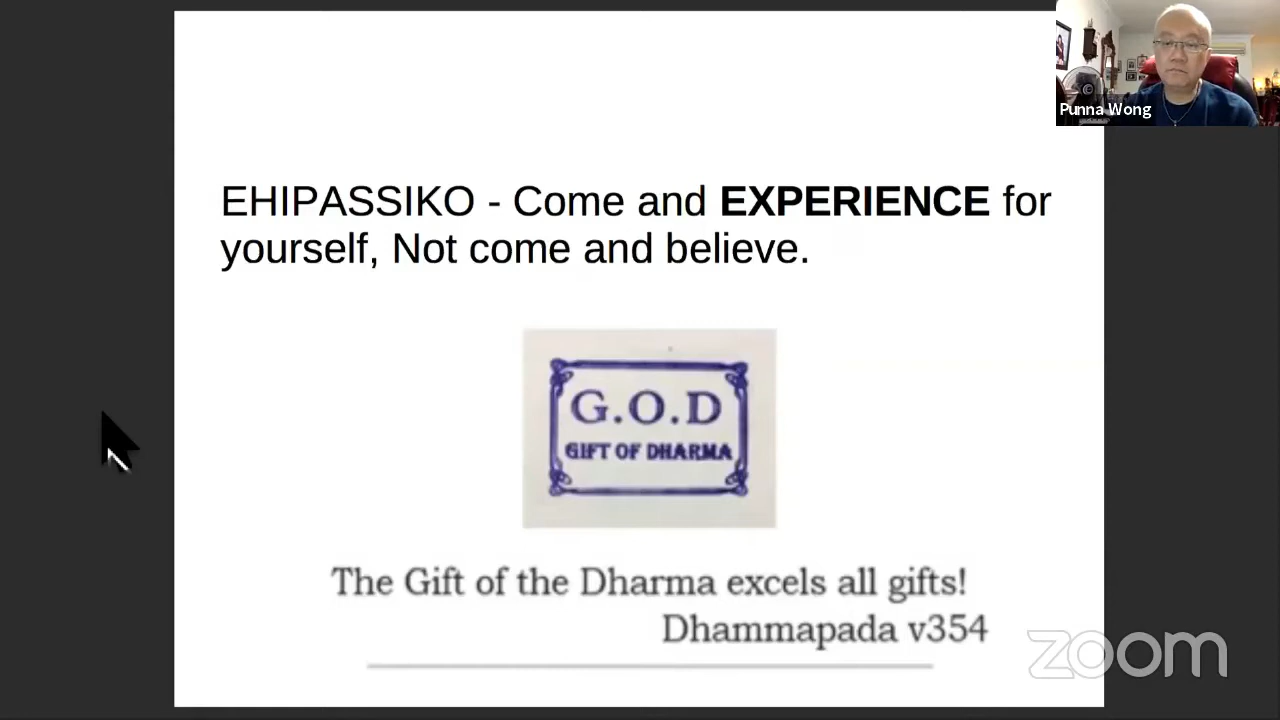 Punna Wong
EHIPASSIKO - Come and EXPERIENCE for
yourself, Not come and believe.
G.O.D
GIFT OF DHARMA
The Gift of the Dharma excels all gifts!
Dhammapada v354
zoom